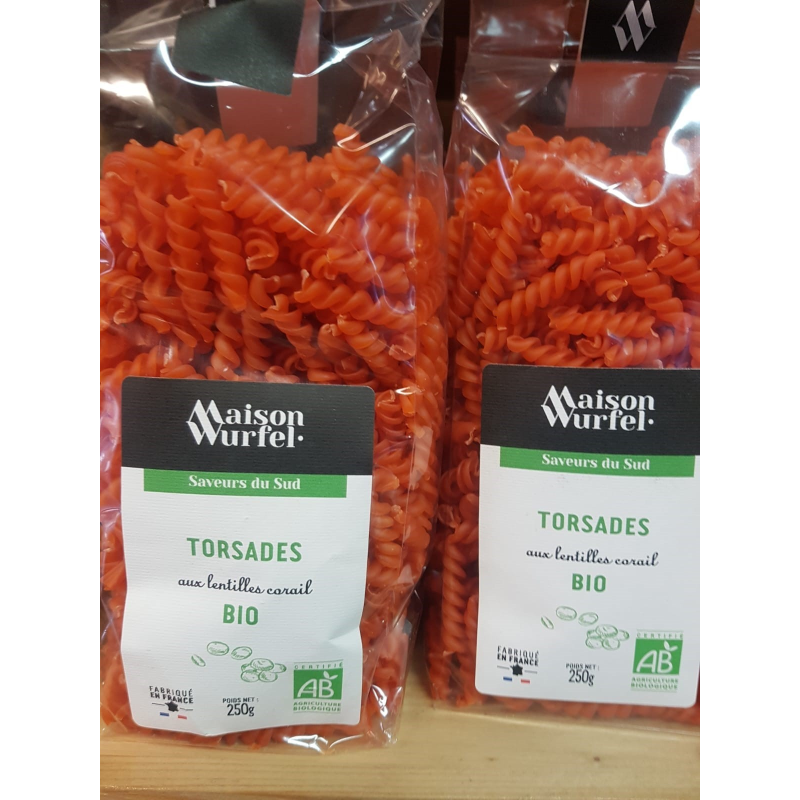 Maison
Wurfel.
Saveurs du Sud
TORSADES
aux lentilles corail
BIO
FABRIQUÉ
EN FRANCE
POIDS NET :
250g
CERTIFIÉ
AB
AGRICULTURE
BIOLOGIQUE
Maison
Wurfel.
Saveurs du Sud
TORSADES
aux lentilles corail
BIO
FABRIQUÉ
EN FRANCE
POIDS NET :
250g
CERTIFIÉ
AB
AGRICULTURE
BIOLOGIQUE